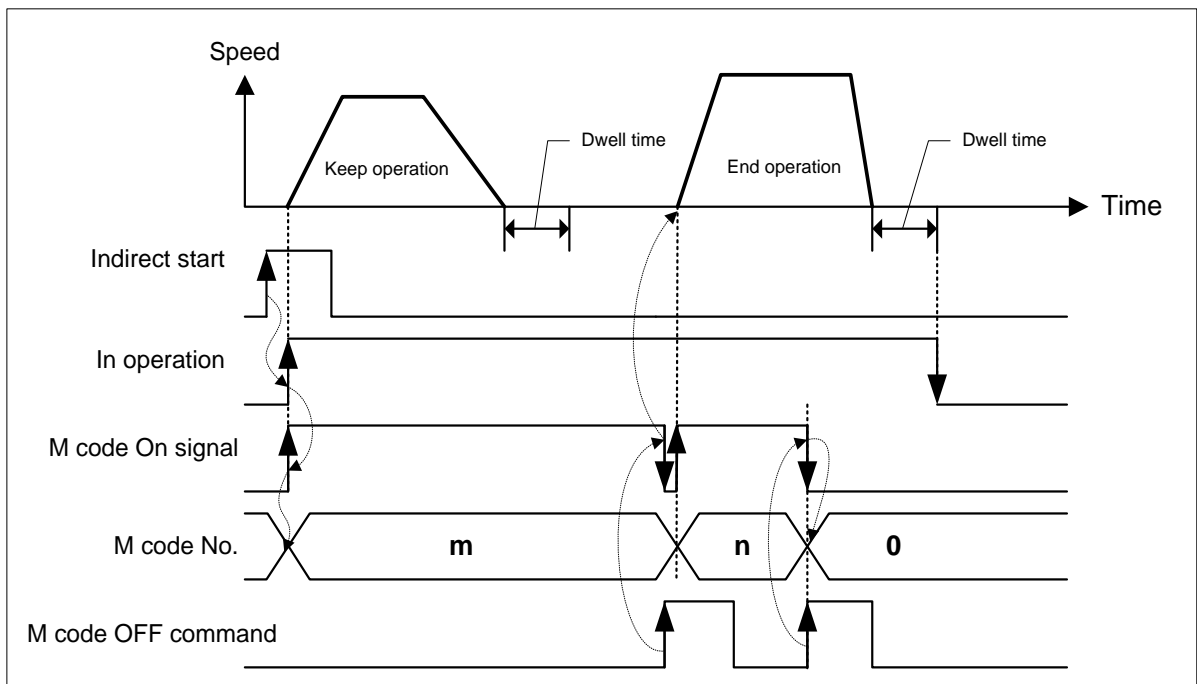 Speed
Dwell time
Dwell time
Keep operation
End operation
Time
Indirect start
In operation
M code On signal
M code No.
m
n
0
M code OFF command